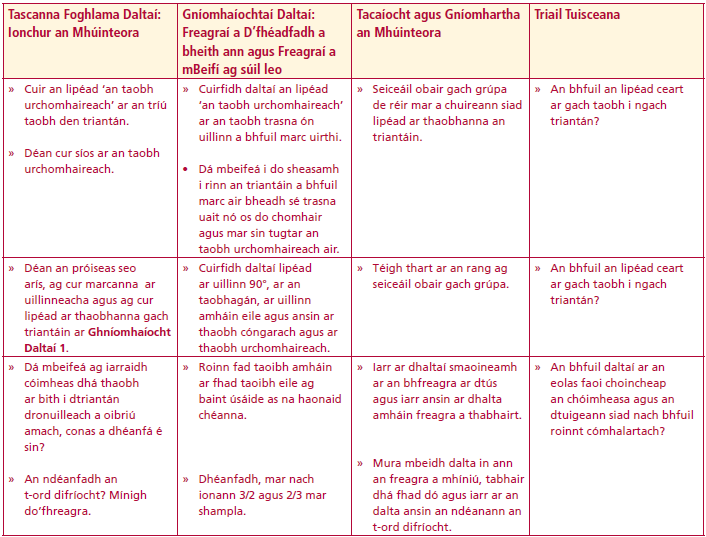 Tascanna Foghlama Daltaí:
Ionchur an Mhúinteora
Gníomhaíochtaí Daltaí:
Freagraí a D’fhéadfadh a
bheith ann agus Freagraí a
mBeifí ag súil leo
Tacaíocht agus Gníomhartha
an Mhúinteora
Triail Tuisceana
» Cuir an lipéad ‘an taobh
urchomhaireach’ ar an tríú
taobh den triantán.
» Déan cur síos ar an taobh
urchomhaireach.
» Cuirfidh daltaí an lipéad
‘an taobh urchomhaireach’
ar an taobh trasna ón
uillinn a bhfuil marc uirthi.
• Dá mbeifeá i do sheasamh
i rinn an triantáin a bhfuil
marc air bheadh sé trasna
uait nó os do chomhair
agus mar sin tugtar an
taobh urchomhaireach air.
» Seiceáil obair gach grúpa
de réir mar a chuireann siad
lipéad ar thaobhanna an
triantáin.
» An bhfuil an lipéad ceart
ar gach taobh i ngach
triantán?
» Déan an próiseas seo
arís, ag cur marcanna ar
uillinneacha agus ag cur
lipéad ar thaobhanna gach
triantáin ar Ghníomhaíocht
Daltaí 1.
» Cuirfidh daltaí lipéad
ar uillinn 90°, ar an
taobhagán, ar uillinn
amháin eile agus ansin ar
thaobh cóngarach agus ar
thaobh urchomhaireach.
» Téigh thart ar an rang ag
seiceáil obair gach grúpa.
» An bhfuil an lipéad ceart
ar gach taobh i ngach
triantán?
» Dá mbeifeá ag iarraidh
cóimheas dhá thaobh
ar bith i dtriantán
dronuilleach a oibriú
amach, conas a dhéanfá é
sin?
» An ndéanfadh an
t-ord difríocht? Mínigh
do’fhreagra.
» Roinn fad taoibh amháin
ar fhad taoibh eile ag
baint úsáide as na haonaid
chéanna.
» Dhéanfadh, mar nach
ionann 3/2 agus 2/3 mar
shampla.
» Iarr ar dhaltaí smaoineamh
ar an bhfreagra ar dtús
agus iarr ansin ar dhalta
amháin freagra a thabhairt.
» Mura mbeidh dalta in ann
an freagra a mhíniú, tabhair
dhá fhad dó agus iarr ar an
dalta ansin an ndéanann an
t-ord difríocht.
» An bhfuil daltaí ar an
eolas faoi choincheap
an chóimheasa agus an
dtuigeann siad nach bhfuil
roinnt cómhalartach?